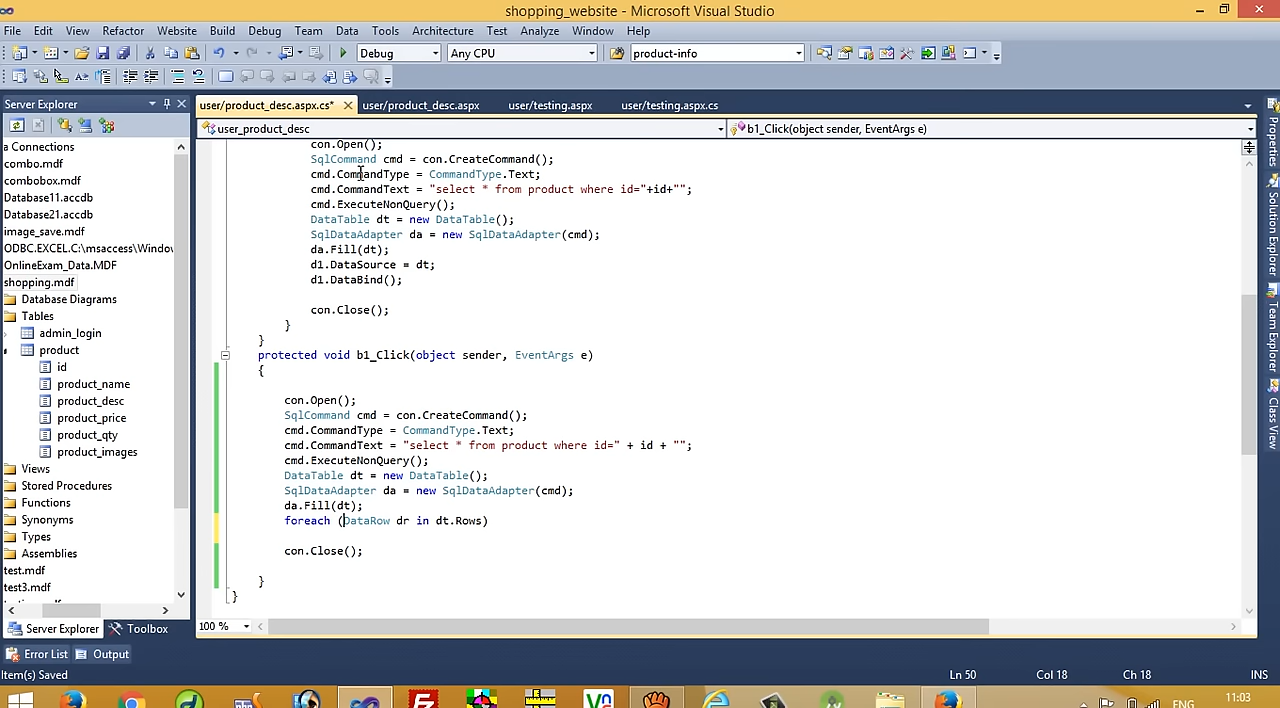 shopping_website - Microsoft Visual Studio
File Edit View Refactor Website Build Debug Team Data Tools Architecture Test Analyze Window Help
Debug Any CPU product-info
Server Explorer
user/product_desc.aspx.cs* user/product_desc.aspx user/testing.aspx user/testing.aspx.cs
user_product_desc b1_Click(object sender, EventArgs e)
a Connections
combo.mdf
combobox.mdf
Database11.accdb
Database21.accdb
image_save.mdf
ODBC.EXCEL.C:\msaccess\Window
OnlineExam_Data.MDF
shopping.mdf
Database Diagrams
Tables
admin_login
product
id
product_name
product_desc
product_price
product_qty
product_images
Views
Stored Procedures
Functions
Synonyms
Types
Assemblies
test.mdf
test3.mdf
Server Explorer Toolbox
con.Open();
SqlCommand cmd = con.CreateCommand();
cmd.CommandType = CommandType.Text;
cmd.CommandText = "select * from product where id="+id+"";
cmd.ExecuteNonQuery();
DataTable dt = new DataTable();
SqlDataAdapter da = new SqlDataAdapter(cmd);
da.Fill(dt);
d1.DataSource = dt;
d1.DataBind();
con.Close();
}
}
protected void b1_Click(object sender, EventArgs e)
{
con.Open();
SqlCommand cmd = con.CreateCommand();
cmd.CommandType = CommandType.Text;
cmd.CommandText = "select * from product where id=" + id + "";
cmd.ExecuteNonQuery();
DataTable dt = new DataTable();
SqlDataAdapter da = new SqlDataAdapter(cmd);
da.Fill(dt);
foreach (DataRow dr in dt.Rows)
con.Close();
}
}
100 %
Properties
Solution Explorer
Team Explorer
Class View
Error List Output
Item(s) Saved Ln 50 Col 18 Ch 18 INS
ENG 11:03